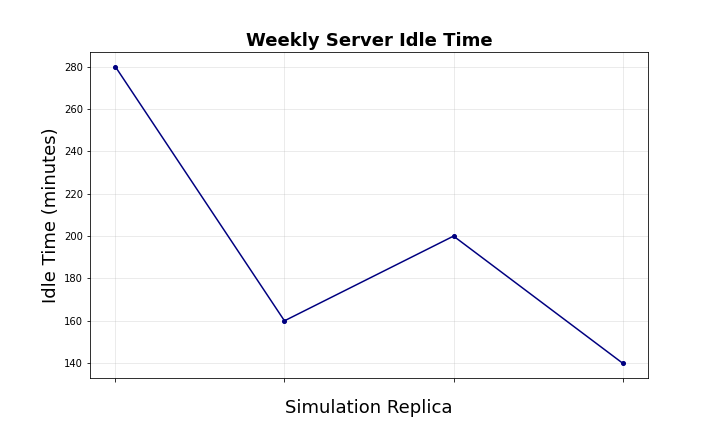 Weekly Server Idle Time
Idle Time (minutes)
280
260
240
220
200
180
160
140
Simulation Replica